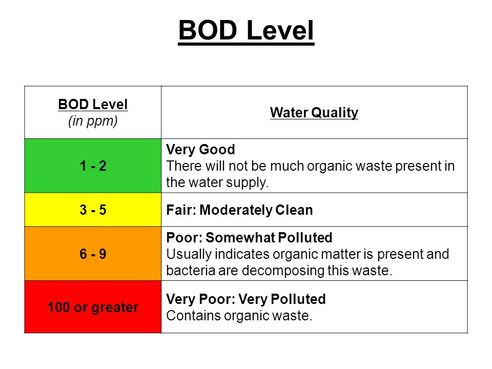 BOD Level
BOD Level
(in ppm)
Water Quality
1 - 2
Very Good
There will not be much organic waste present in
the water supply.
3 - 5
Fair: Moderately Clean
6 - 9
Poor: Somewhat Polluted
Usually indicates organic matter is present and
bacteria are decomposing this waste.
100 or greater
Very Poor: Very Polluted
Contains organic waste.